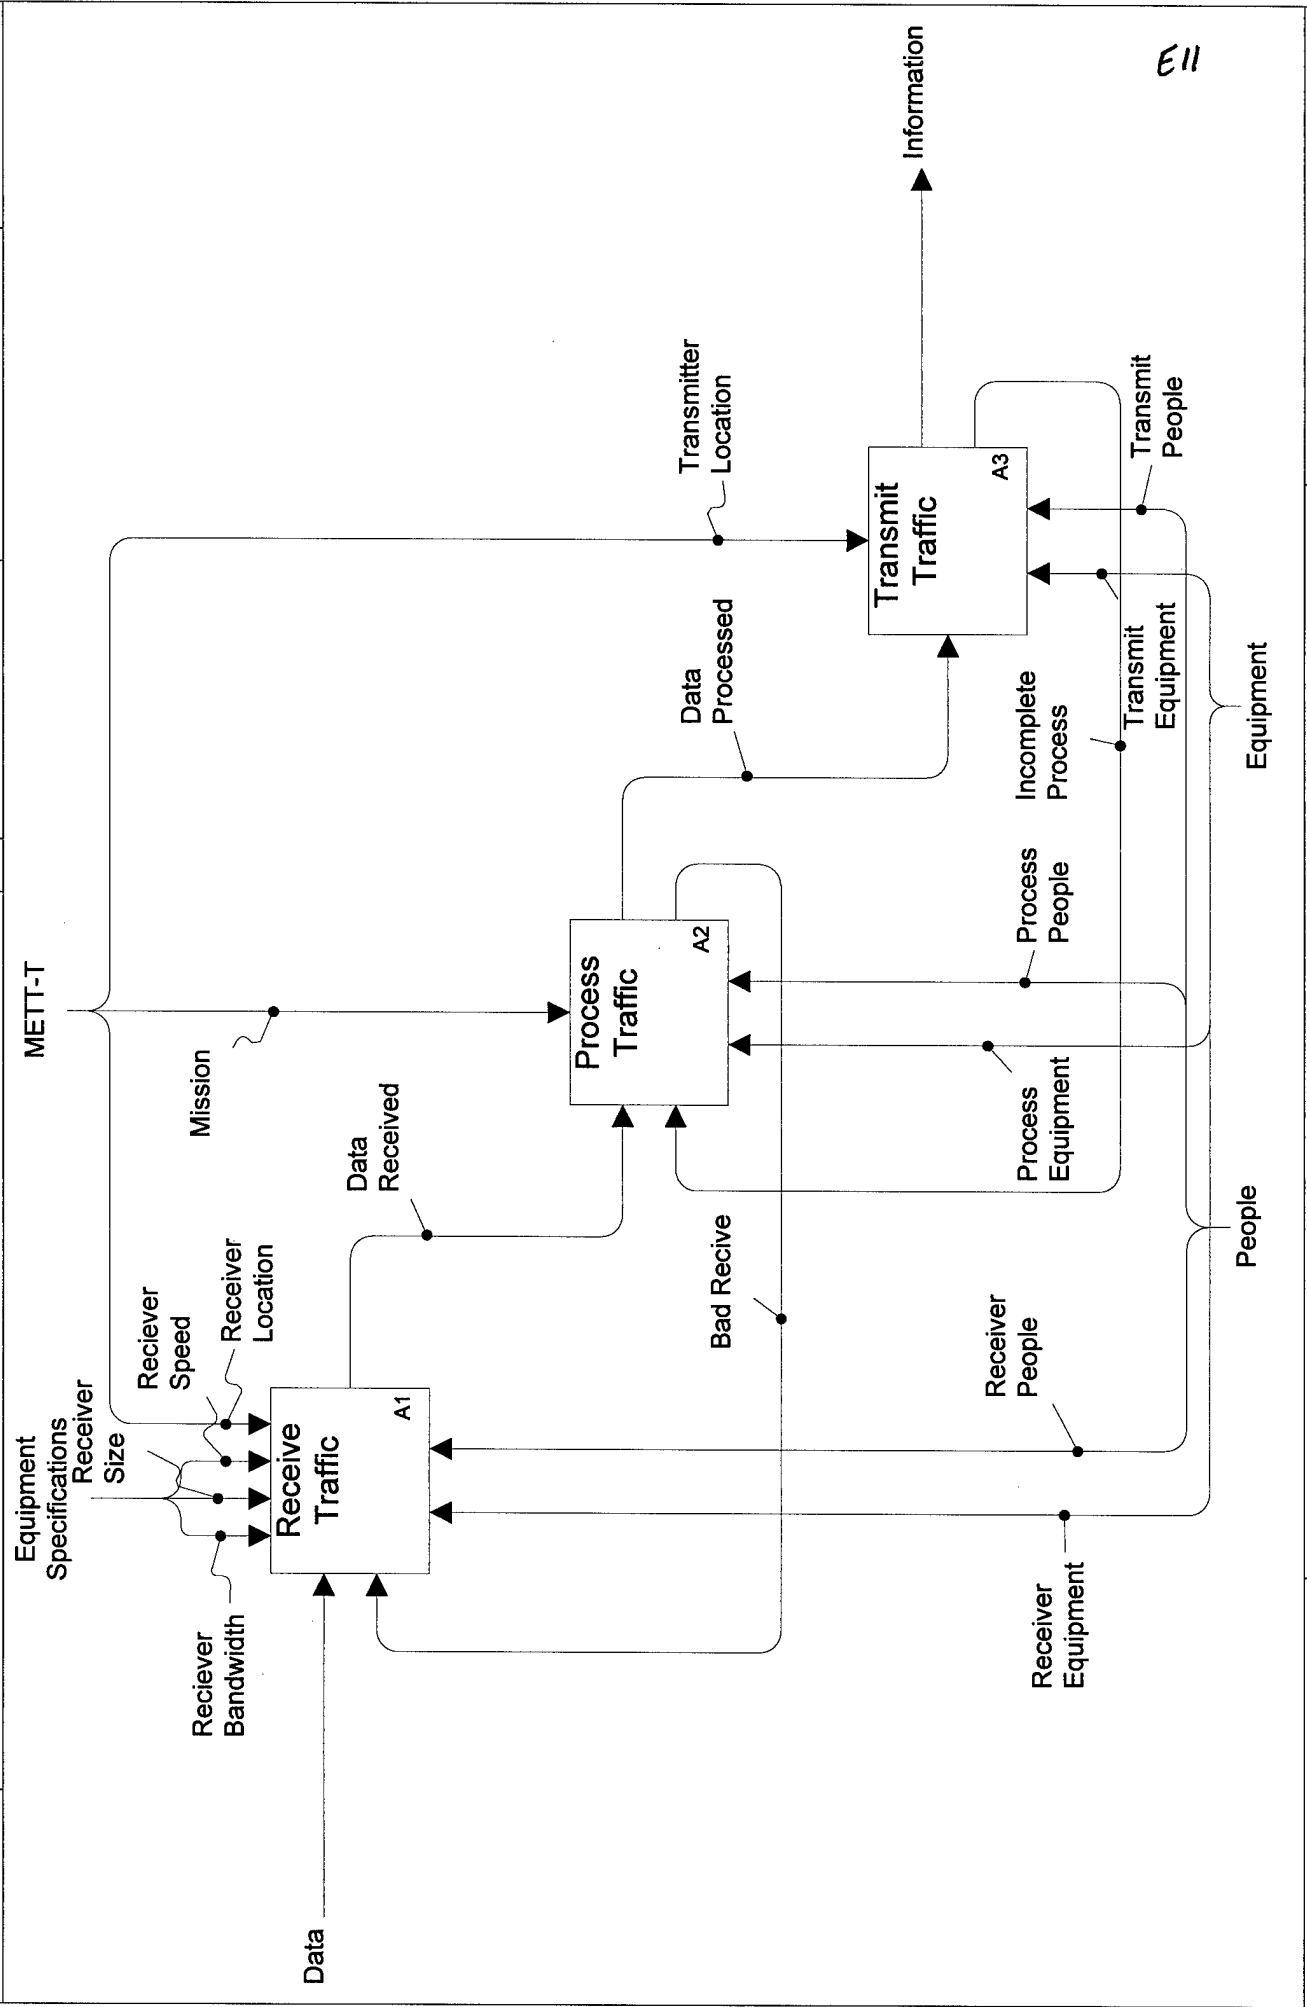 METT-T
Equipment
Specifications
Receiver
Size
Reciever
Speed
Receiver
Location
Reciever
Bandwidth
Mission
Data
Receive
Traffic
A1
Data
Received
Process
Traffic
A2
Data
Processed
Transmitter
Location
Transmit
Traffic
A3
Information
Bad Recive
Receiver
Equipment
Receiver
People
Process
Equipment
Process
People
Incomplete
Process
Transmit
Equipment
Transmit
People
People
Equipment
E11